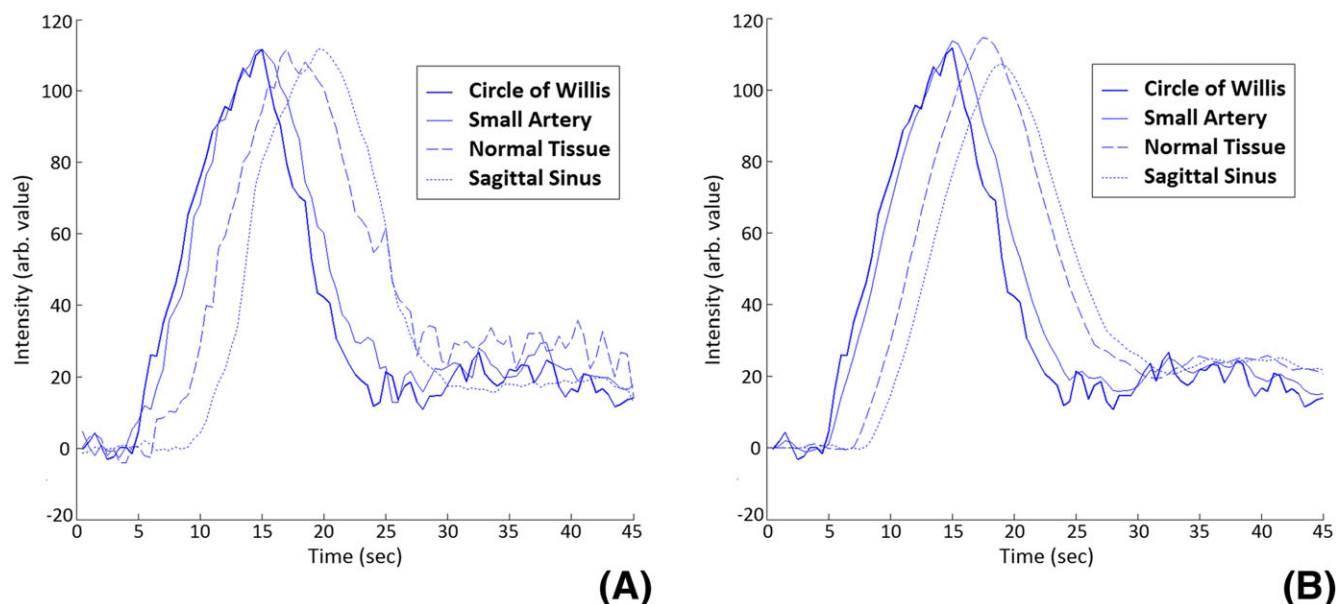 120
100
80
60
40
20
0
-20
Intensity (arb. value)
Circle of Willis
Small Artery
Normal Tissue
Sagittal Sinus
0 5 10 15 20 25 30 35 40 45
Time (sec)
(A)
120
100
80
60
40
20
0
-20
Intensity (arb. value)
Circle of Willis
Small Artery
Normal Tissue
Sagittal Sinus
0 5 10 15 20 25 30 35 40 45
Time (sec)
(B)